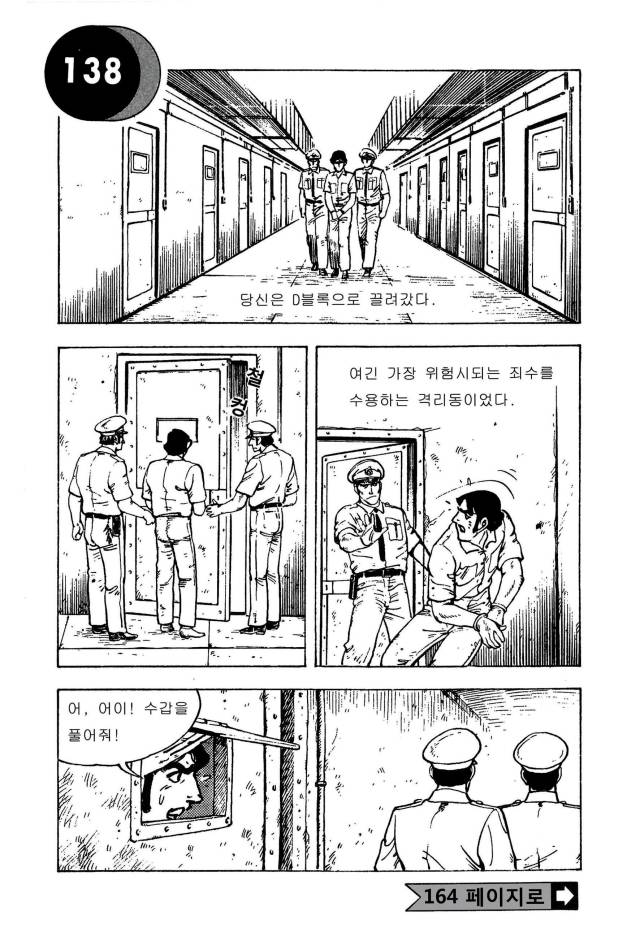 138
당신은 D블록으로 끌려갔다.
철컹
여긴 가장 위험시되는 죄수를
수용하는 격리동이었다.
어, 어이! 수갑을
풀어줘!
164 페이지로